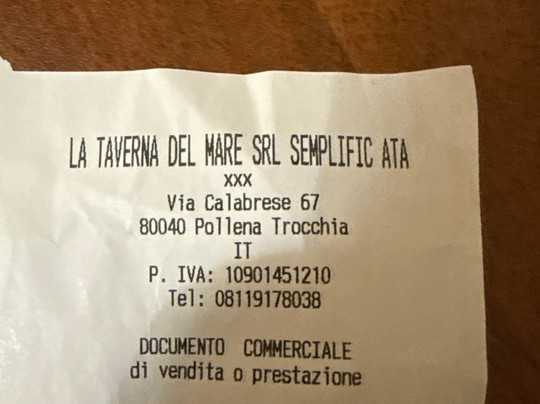 LA TAVERNA DEL MARE SRL SEMPLIFIC ATA
XXX
Via Calabrese 67
80040 Pollena Trocchia
IT
P. IVA: 10901451210
Tel: 08119178038
DOCUMENTO COMMERCIALE
di vendita o prestazione